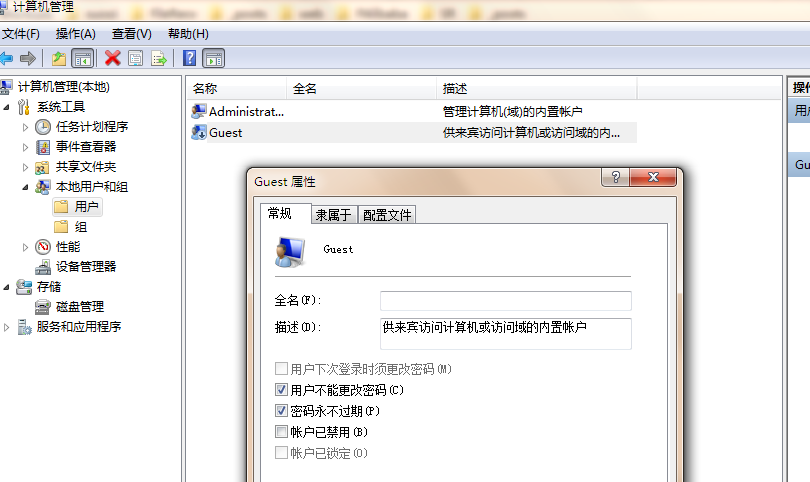 计算机管理
文件(F) 操作(A) 查看(V) 帮助(H)
计算机管理(本地)
系统工具
任务计划程序
事件查看器
共享文件夹
本地用户和组
用户
组
性能
设备管理器
存储
磁盘管理
服务和应用程序
名称 全名 描述
Administrat... 管理计算机(域)的内置帐户
Guest 供来宾访问计算机或访问域的内...
Guest 属性
常规 隶属于 配置文件
Guest
全名(F):
描述(D): 供来宾访问计算机或访问域的内置帐户
用户下次登录时须更改密码(M)
用户不能更改密码(C)
密码永不过期(P)
帐户已禁用(B)
帐户已锁定(O)
操作
用户
Gu